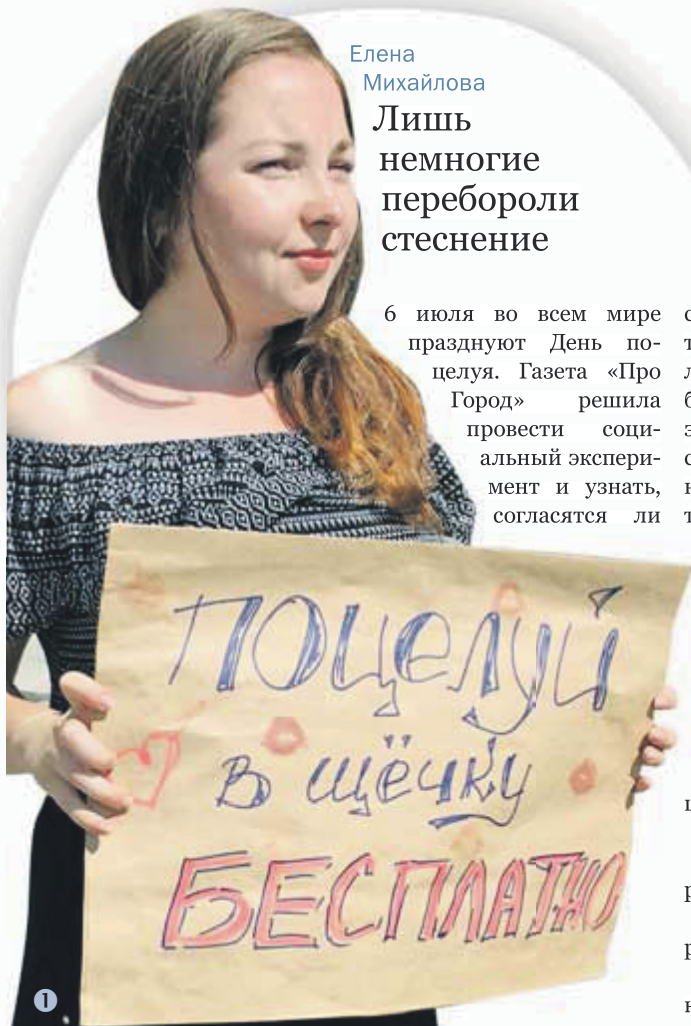 Елена
Михайлова
Лишь
немногие
перебороли
стеснение
6 июля во всем мире
празднуют День по-
целуя. Газета «Про
Город» решила
провести соци-
альный экспери-
мент и узнать,
согласятся ли
ПОЦЕЛУЙ
в щёчку
БЕСПЛАТНО
1